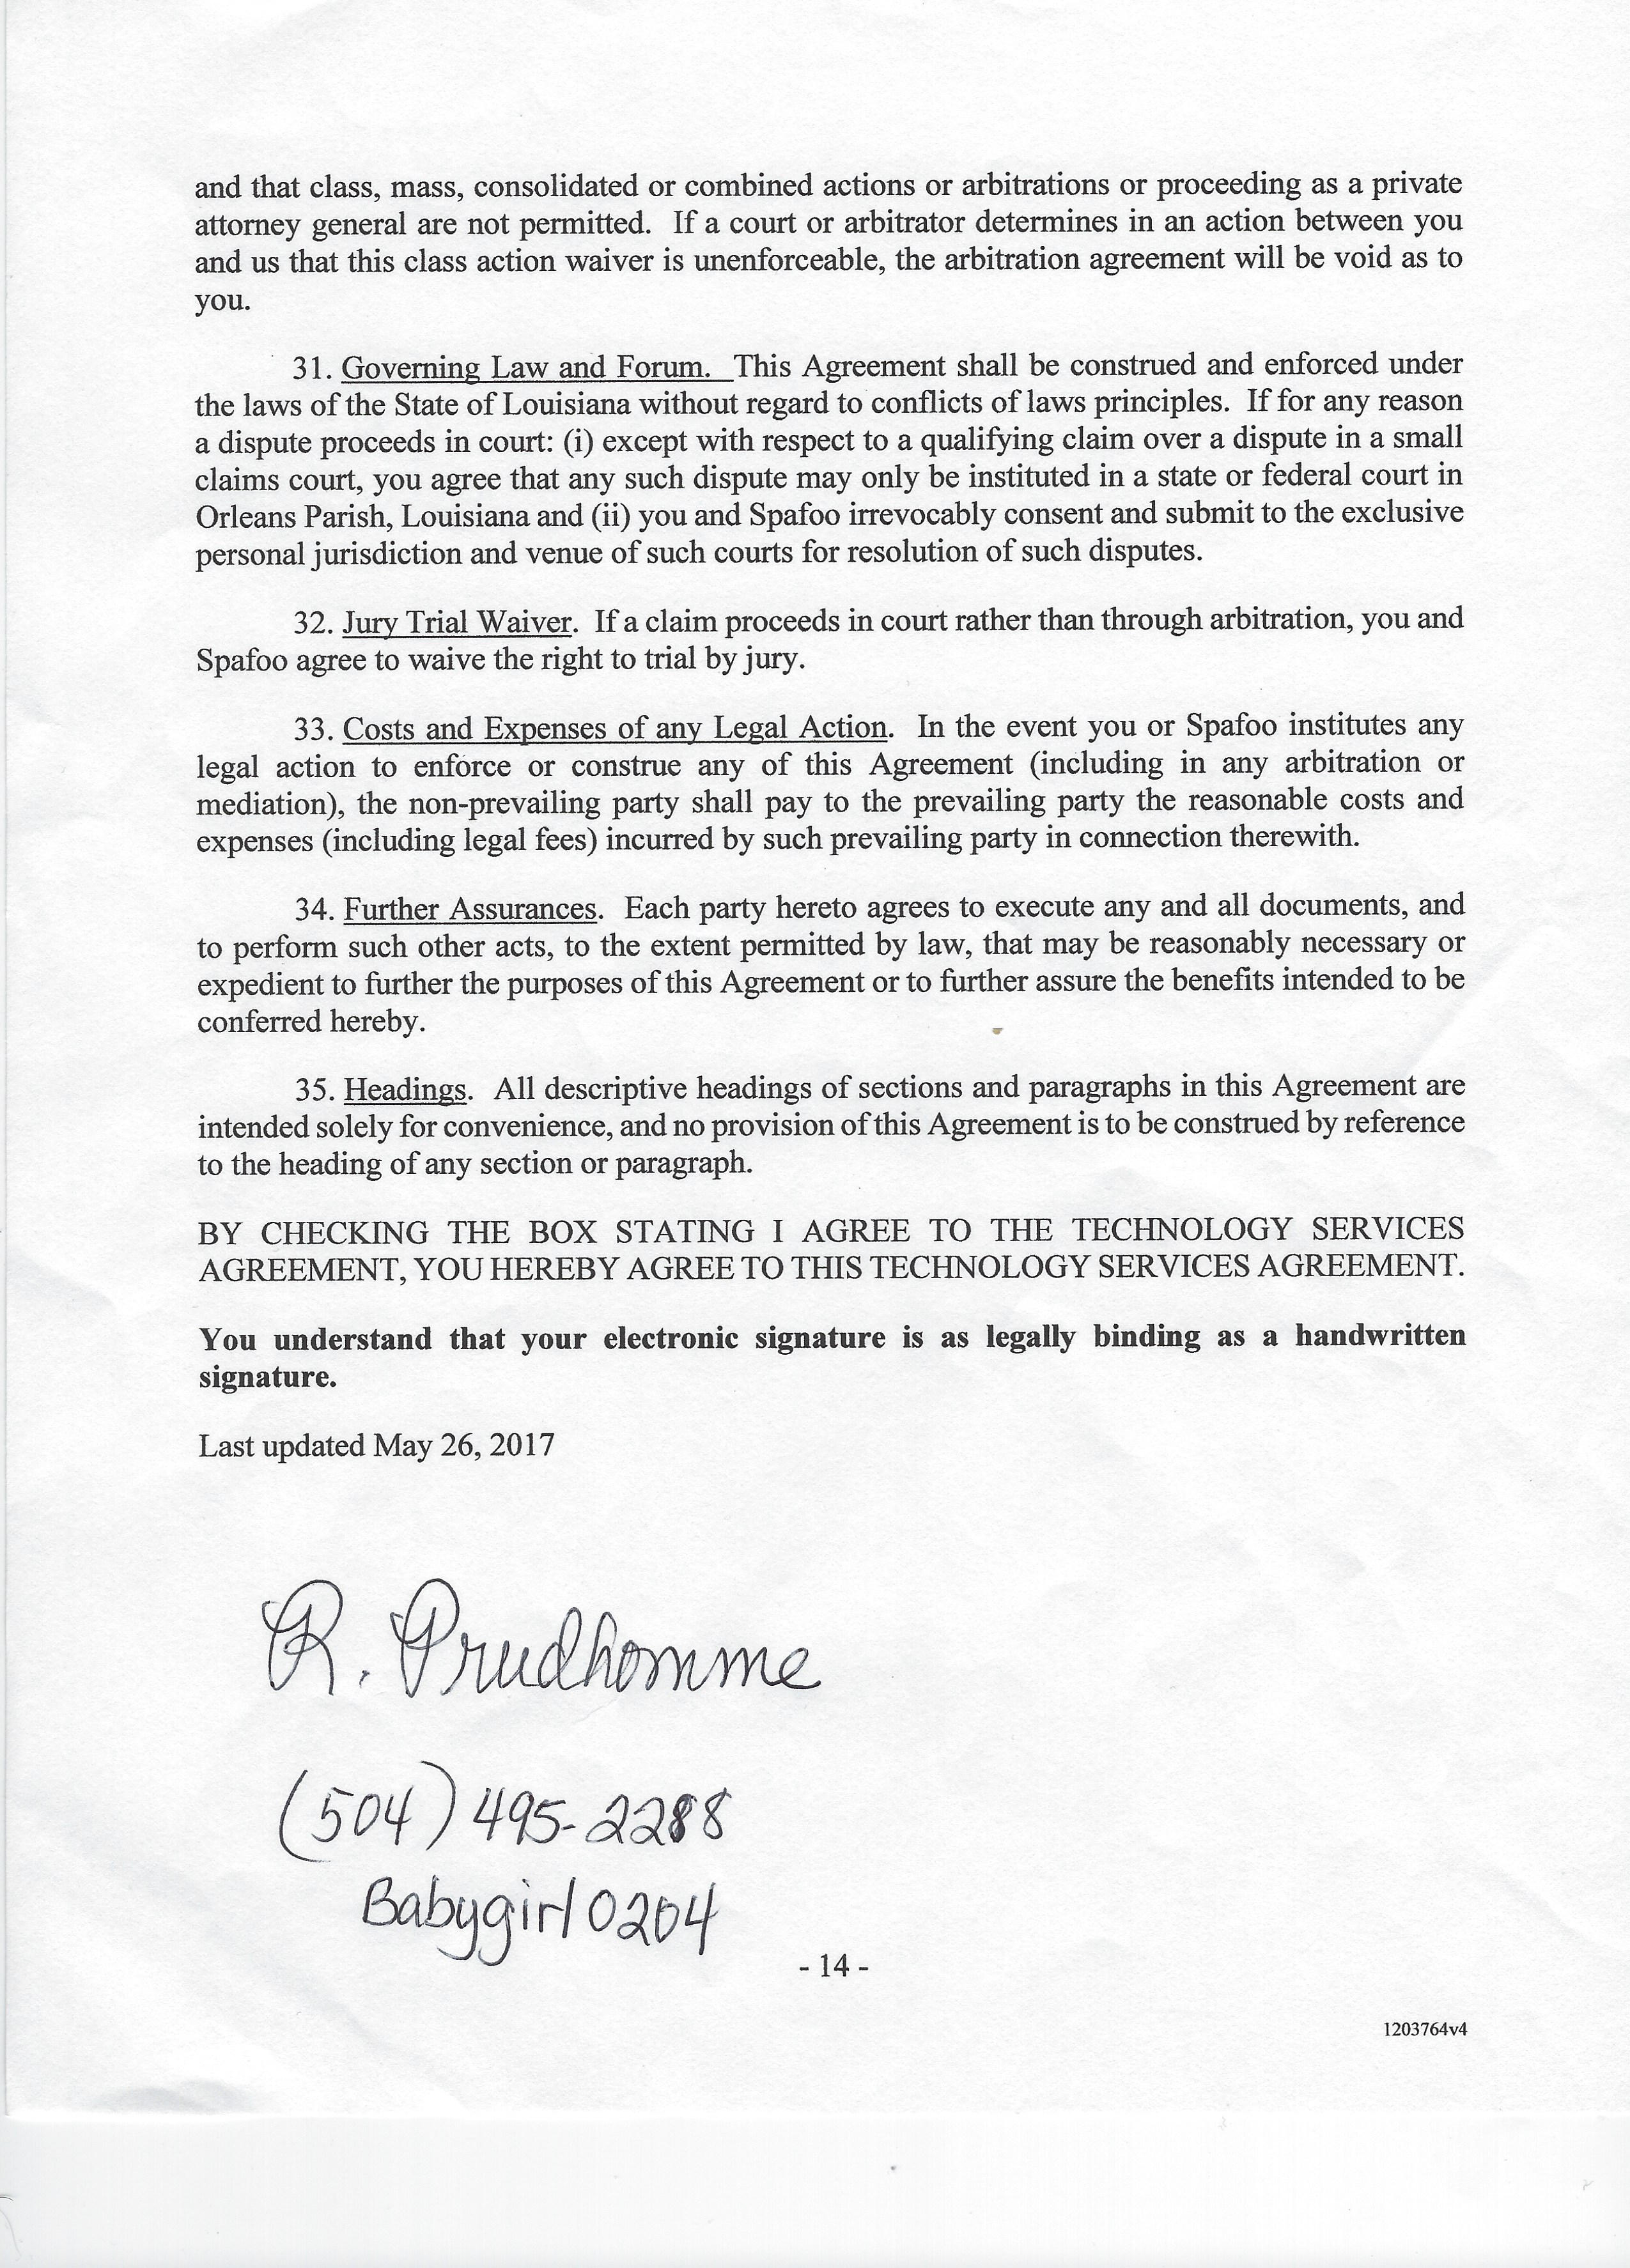 and that class, mass, consolidated or combined actions or arbitrations or proceeding as a private
attorney general are not permitted.  If a court or arbitrator determines in an action between you
and us that this class action waiver is unenforceable, the arbitration agreement will be void as to
you.
31. Governing Law and Forum.  This Agreement shall be construed and enforced under
the laws of the State of Louisiana without regard to conflicts of laws principles.  If for any reason
a dispute proceeds in court: (i) except with respect to a qualifying claim over a dispute in a small
claims court, you agree that any such dispute may only be instituted in a state or federal court in
Orleans Parish, Louisiana and (ii) you and Spafoo irrevocably consent and submit to the exclusive
personal jurisdiction and venue of such courts for resolution of such disputes.
32. Jury Trial Waiver.  If a claim proceeds in court rather than through arbitration, you and
Spafoo agree to waive the right to trial by jury.
33. Costs and Expenses of any Legal Action.  In the event you or Spafoo institutes any
legal action to enforce or construe any of this Agreement (including in any arbitration or
mediation), the non-prevailing party shall pay to the prevailing party the reasonable costs and
expenses (including legal fees) incurred by such prevailing party in connection therewith.
34. Further Assurances.  Each party hereto agrees to execute any and all documents, and
to perform such other acts, to the extent permitted by law, that may be reasonably necessary or
expedient to further the purposes of this Agreement or to further assure the benefits intended to be
conferred hereby.
35. Headings.  All descriptive headings of sections and paragraphs in this Agreement are
intended solely for convenience, and no provision of this Agreement is to be construed by reference
to the heading of any section or paragraph.
BY CHECKING THE BOX STATING I AGREE TO THE TECHNOLOGY SERVICES
AGREEMENT, YOU HEREBY AGREE TO THIS TECHNOLOGY SERVICES AGREEMENT.
You understand that your electronic signature is as legally binding as a handwritten
signature.
Last updated May 26, 2017
R. Prudhomme
(504) 495-2288
Babygirl0204
- 14 -
1203764v4